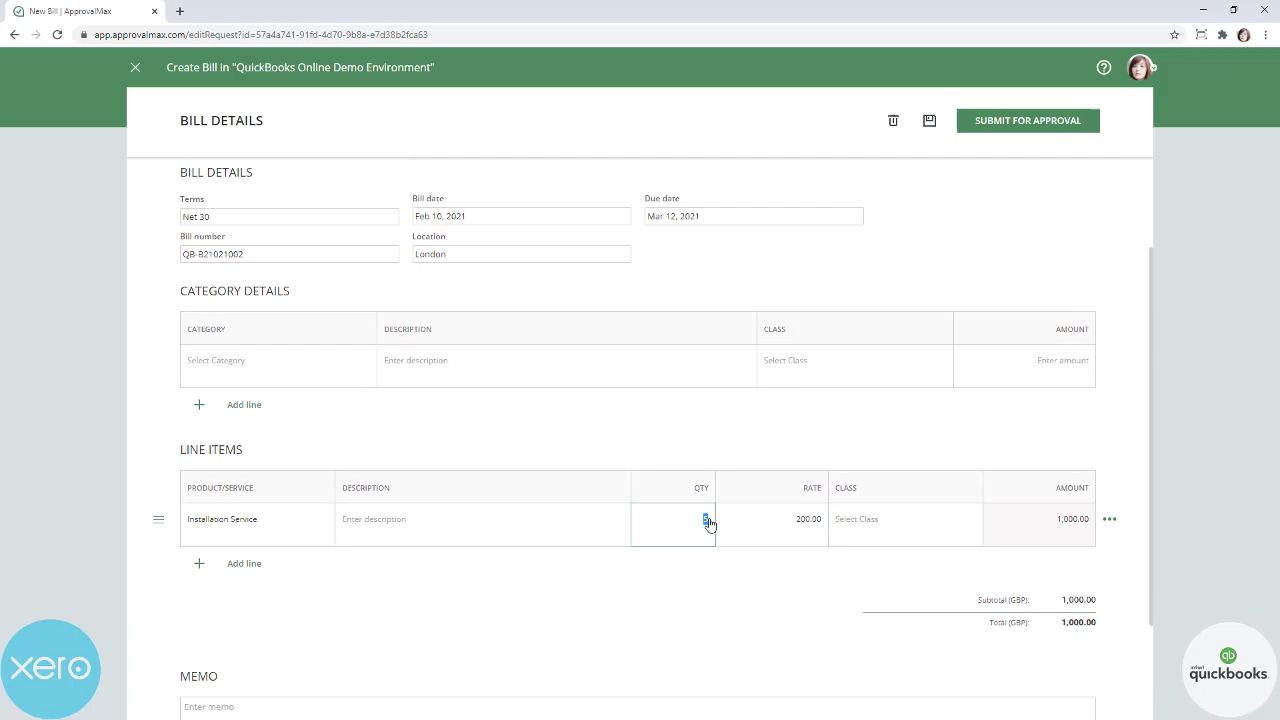 New Bill | ApprovalMax
app.approvalmax.com/editRequest?id=57a4a741-91fd-4d70-9b8a-e7d38b2fca63
Create Bill in "QuickBooks Online Demo Environment"
BILL DETAILS
SUBMIT FOR APPROVAL
BILL DETAILS
Terms
Bill date
Due date
Net 30
Feb 10, 2021
Mar 12, 2021
Bill number
Location
QB-B21021002
London
CATEGORY DETAILS
CATEGORY DESCRIPTION CLASS AMOUNT
Select Category Enter description Select Class Enter amount
Add line
LINE ITEMS
PRODUCT/SERVICE DESCRIPTION QTY RATE CLASS AMOUNT
Installation Service Enter description 200.00 Select Class 1,000.00
Add line
Subtotal (GBP): 1,000.00
Total (GBP): 1,000.00
MEMO
Enter memo
xero
qb
intuit
quickbooks.